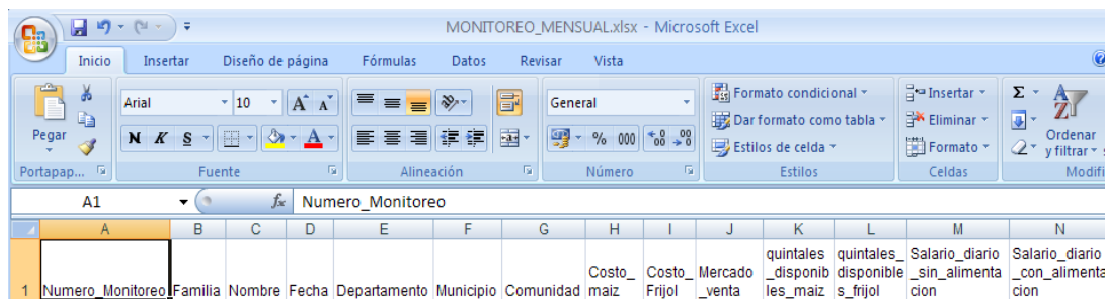 MONITOREO_MENSUAL.xlsx - Microsoft Excel
Inicio Insertar Diseño de página Fórmulas Datos Revisar Vista
Pegar
Arial 10 A A
N K S A
General
% 000
Formato condicional
Dar formato como tabla
Estilos de celda
Insertar
Eliminar
Formato
Σ
Ordenar
y filtrar
Portapap... Fuente Alineación Número Estilos Celdas Modifi
A1 fx Numero_Monitoreo
A B C D E F G H I J K L M N
1 Numero_Monitoreo Familia Nombre Fecha Departamento Municipio Comunidad
Costo_
maiz
Costo_
Frijol
Mercado
_venta
quintales
_disponib
les_maiz
quintales_
disponible
s_frijol
Salario_diario
_sin_alimenta
cion
Salario_diario
_con_alimenta
cion